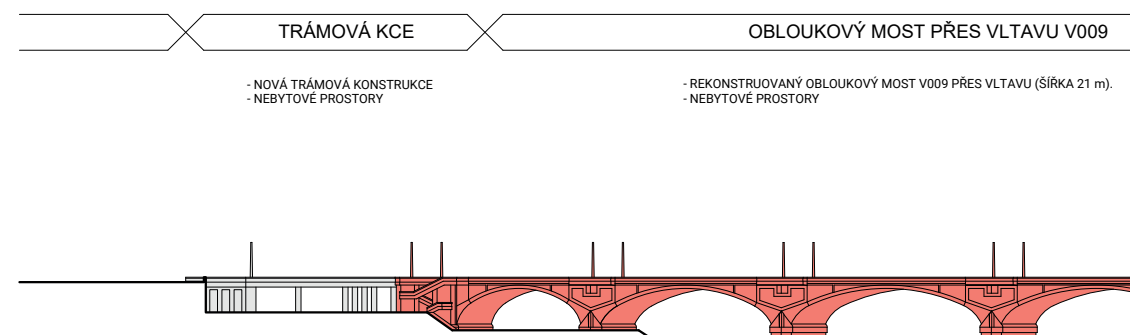 TRÁMOVÁ KCE
OBLOUKOVÝ MOST PŘES VLTAVU V009
- NOVÁ TRÁMOVÁ KONSTRUKCE
- NEBYTOVÉ PROSTORY
- REKONSTRUOVANÝ OBLOUKOVÝ MOST V009 PŘES VLTAVU (ŠÍŘKA 21 m).
- NEBYTOVÉ PROSTORY